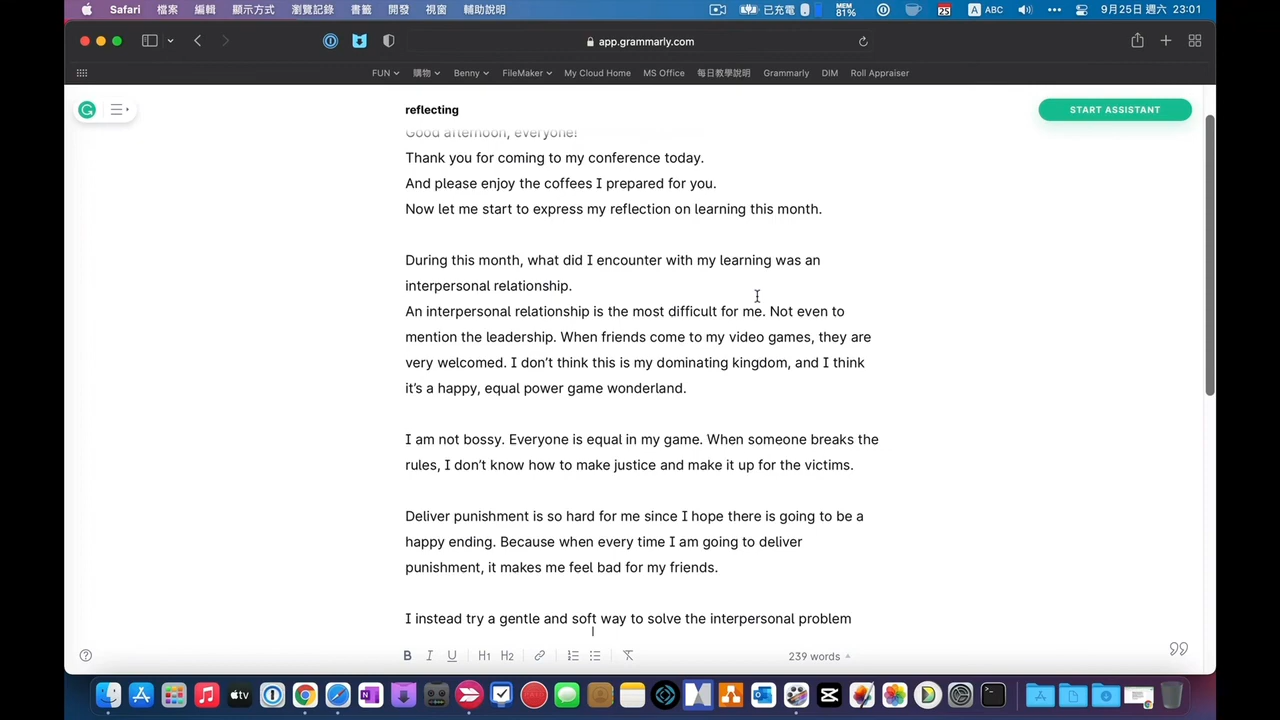 Safari 檔案 編輯 顯示方式 瀏覽記錄 書籤 開發 視窗 輔助說明 已充電 MEM 81% 25 A ABC 9月25日 週六 23:01
app.grammarly.com
FUN 購物 Benny FileMaker My Cloud Home MS Office 每日教學說明 Grammarly DIM Roll Appraiser
reflecting
START ASSISTANT
Good afternoon, everyone!
Thank you for coming to my conference today.
And please enjoy the coffees I prepared for you.
Now let me start to express my reflection on learning this month.
During this month, what did I encounter with my learning was an
interpersonal relationship.
An interpersonal relationship is the most difficult for me. Not even to
mention the leadership. When friends come to my video games, they are
very welcomed. I don’t think this is my dominating kingdom, and I think
it’s a happy, equal power game wonderland.
I am not bossy. Everyone is equal in my game. When someone breaks the
rules, I don’t know how to make justice and make it up for the victims.
Deliver punishment is so hard for me since I hope there is going to be a
happy ending. Because when every time I am going to deliver
punishment, it makes me feel bad for my friends.
I instead try a gentle and soft way to solve the interpersonal problem
B I U H1 H2 239 words
tv